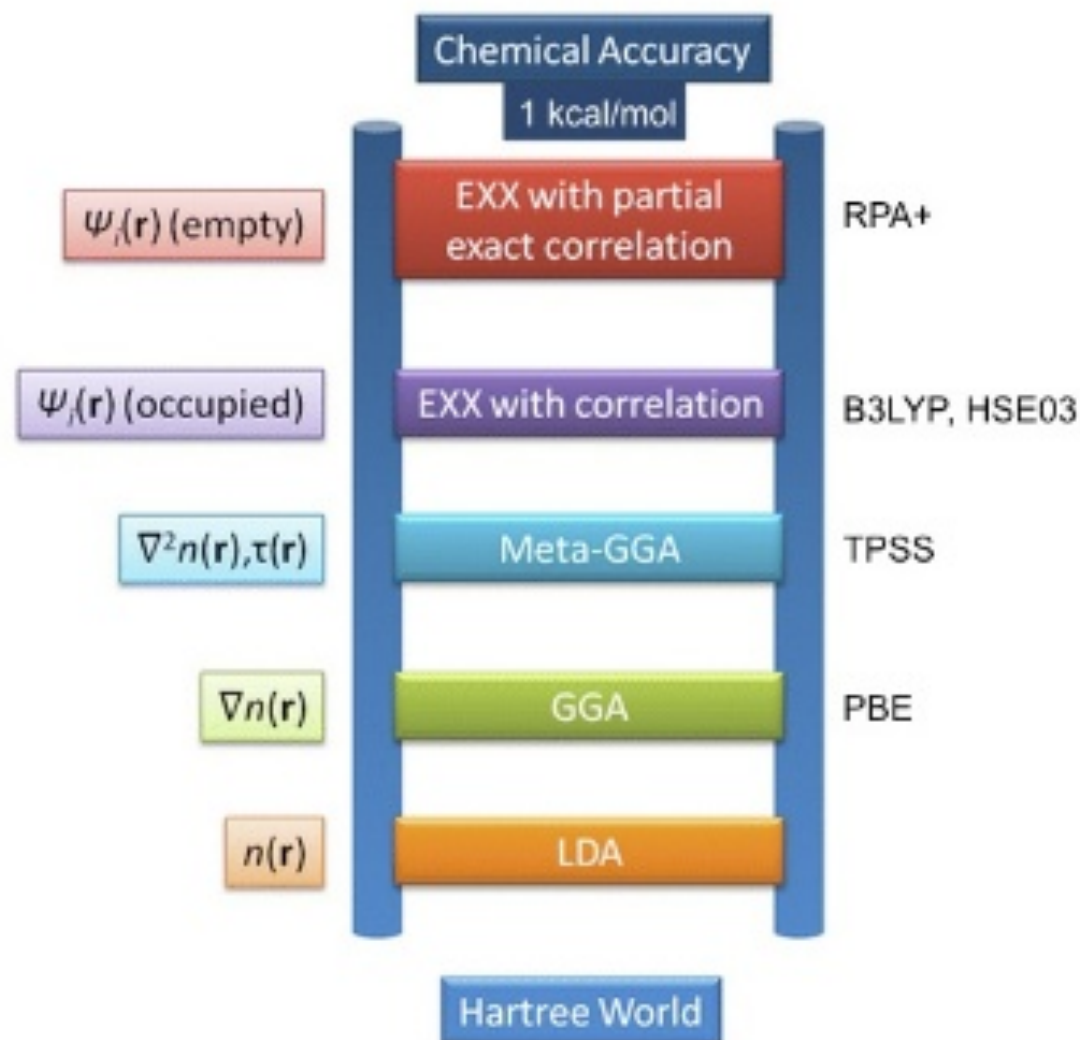 Chemical Accuracy
1 kcal/mol
Ψᵢ(r) (empty)
EXX with partial
exact correlation
RPA+
Ψᵢ(r) (occupied)
EXX with correlation
B3LYP, HSE03
∇²n(r),τ(r)
Meta-GGA
TPSS
∇n(r)
GGA
PBE
n(r)
LDA
Hartree World